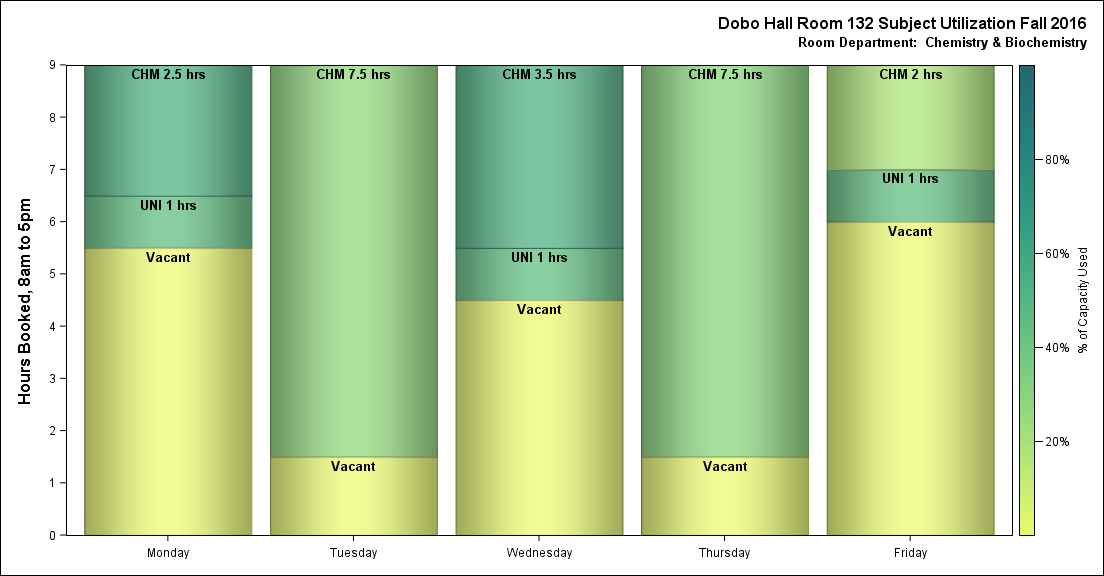 Dobo Hall Room 132 Subject Utilization Fall 2016
Room Department: Chemistry & Biochemistry
Hours Booked, 8am to 5pm
9
8
7
6
5
4
3
2
1
0
CHM 2.5 hrs
UNI 1 hrs
Vacant
CHM 7.5 hrs
Vacant
CHM 3.5 hrs
UNI 1 hrs
Vacant
CHM 7.5 hrs
Vacant
CHM 2 hrs
UNI 1 hrs
Vacant
Monday
Tuesday
Wednesday
Thursday
Friday
80%
60%
40%
20%
% of Capacity Used